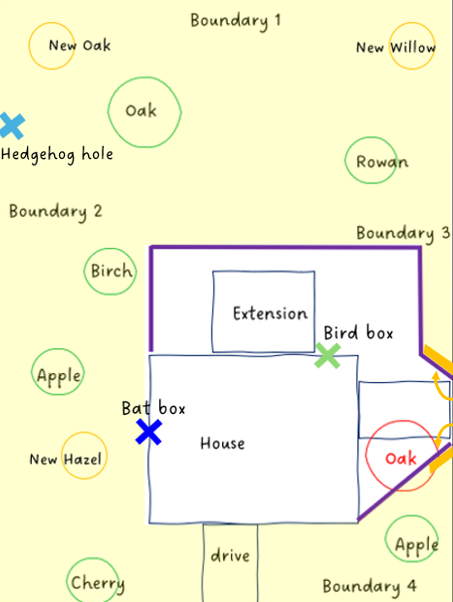 Boundary 1
New Oak
New Willow
Oak
Hedgehog hole
Rowan
Boundary 2
Boundary 3
Birch
Extension
Bird box
Apple
Bat box
House
New Hazel
Oak
drive
Apple
Cherry
Boundary 4